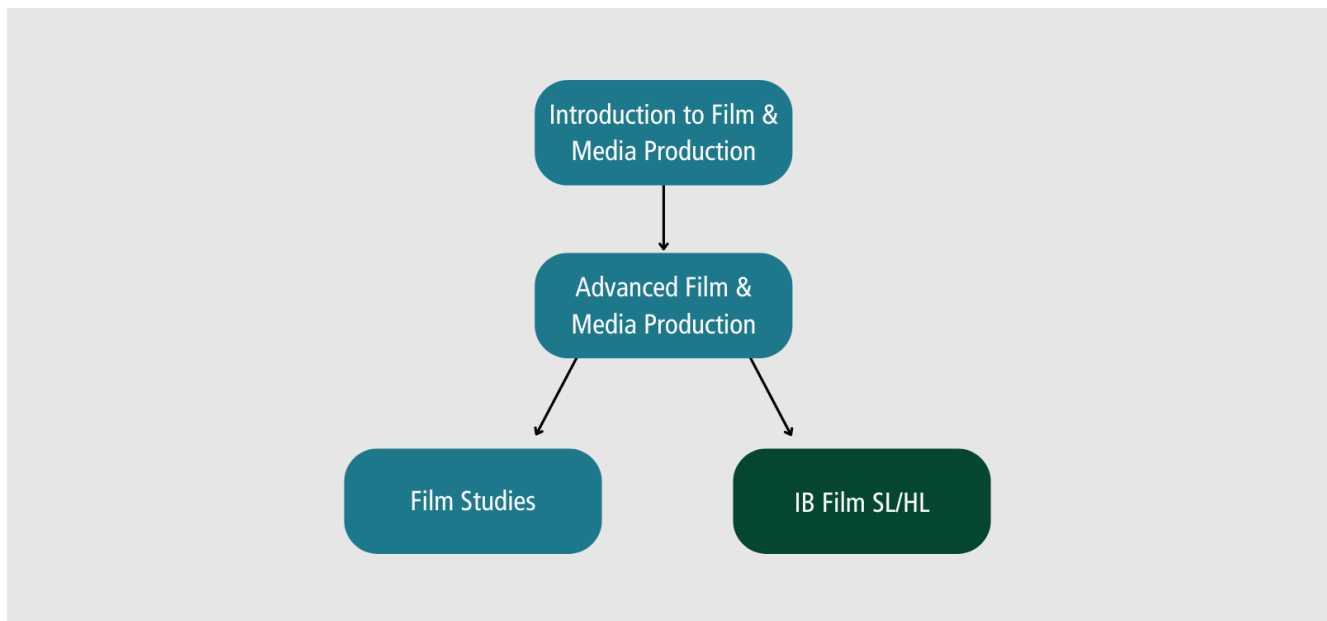 Introduction to Film &
Media Production
Advanced Film &
Media Production
Film Studies
IB Film SL/HL